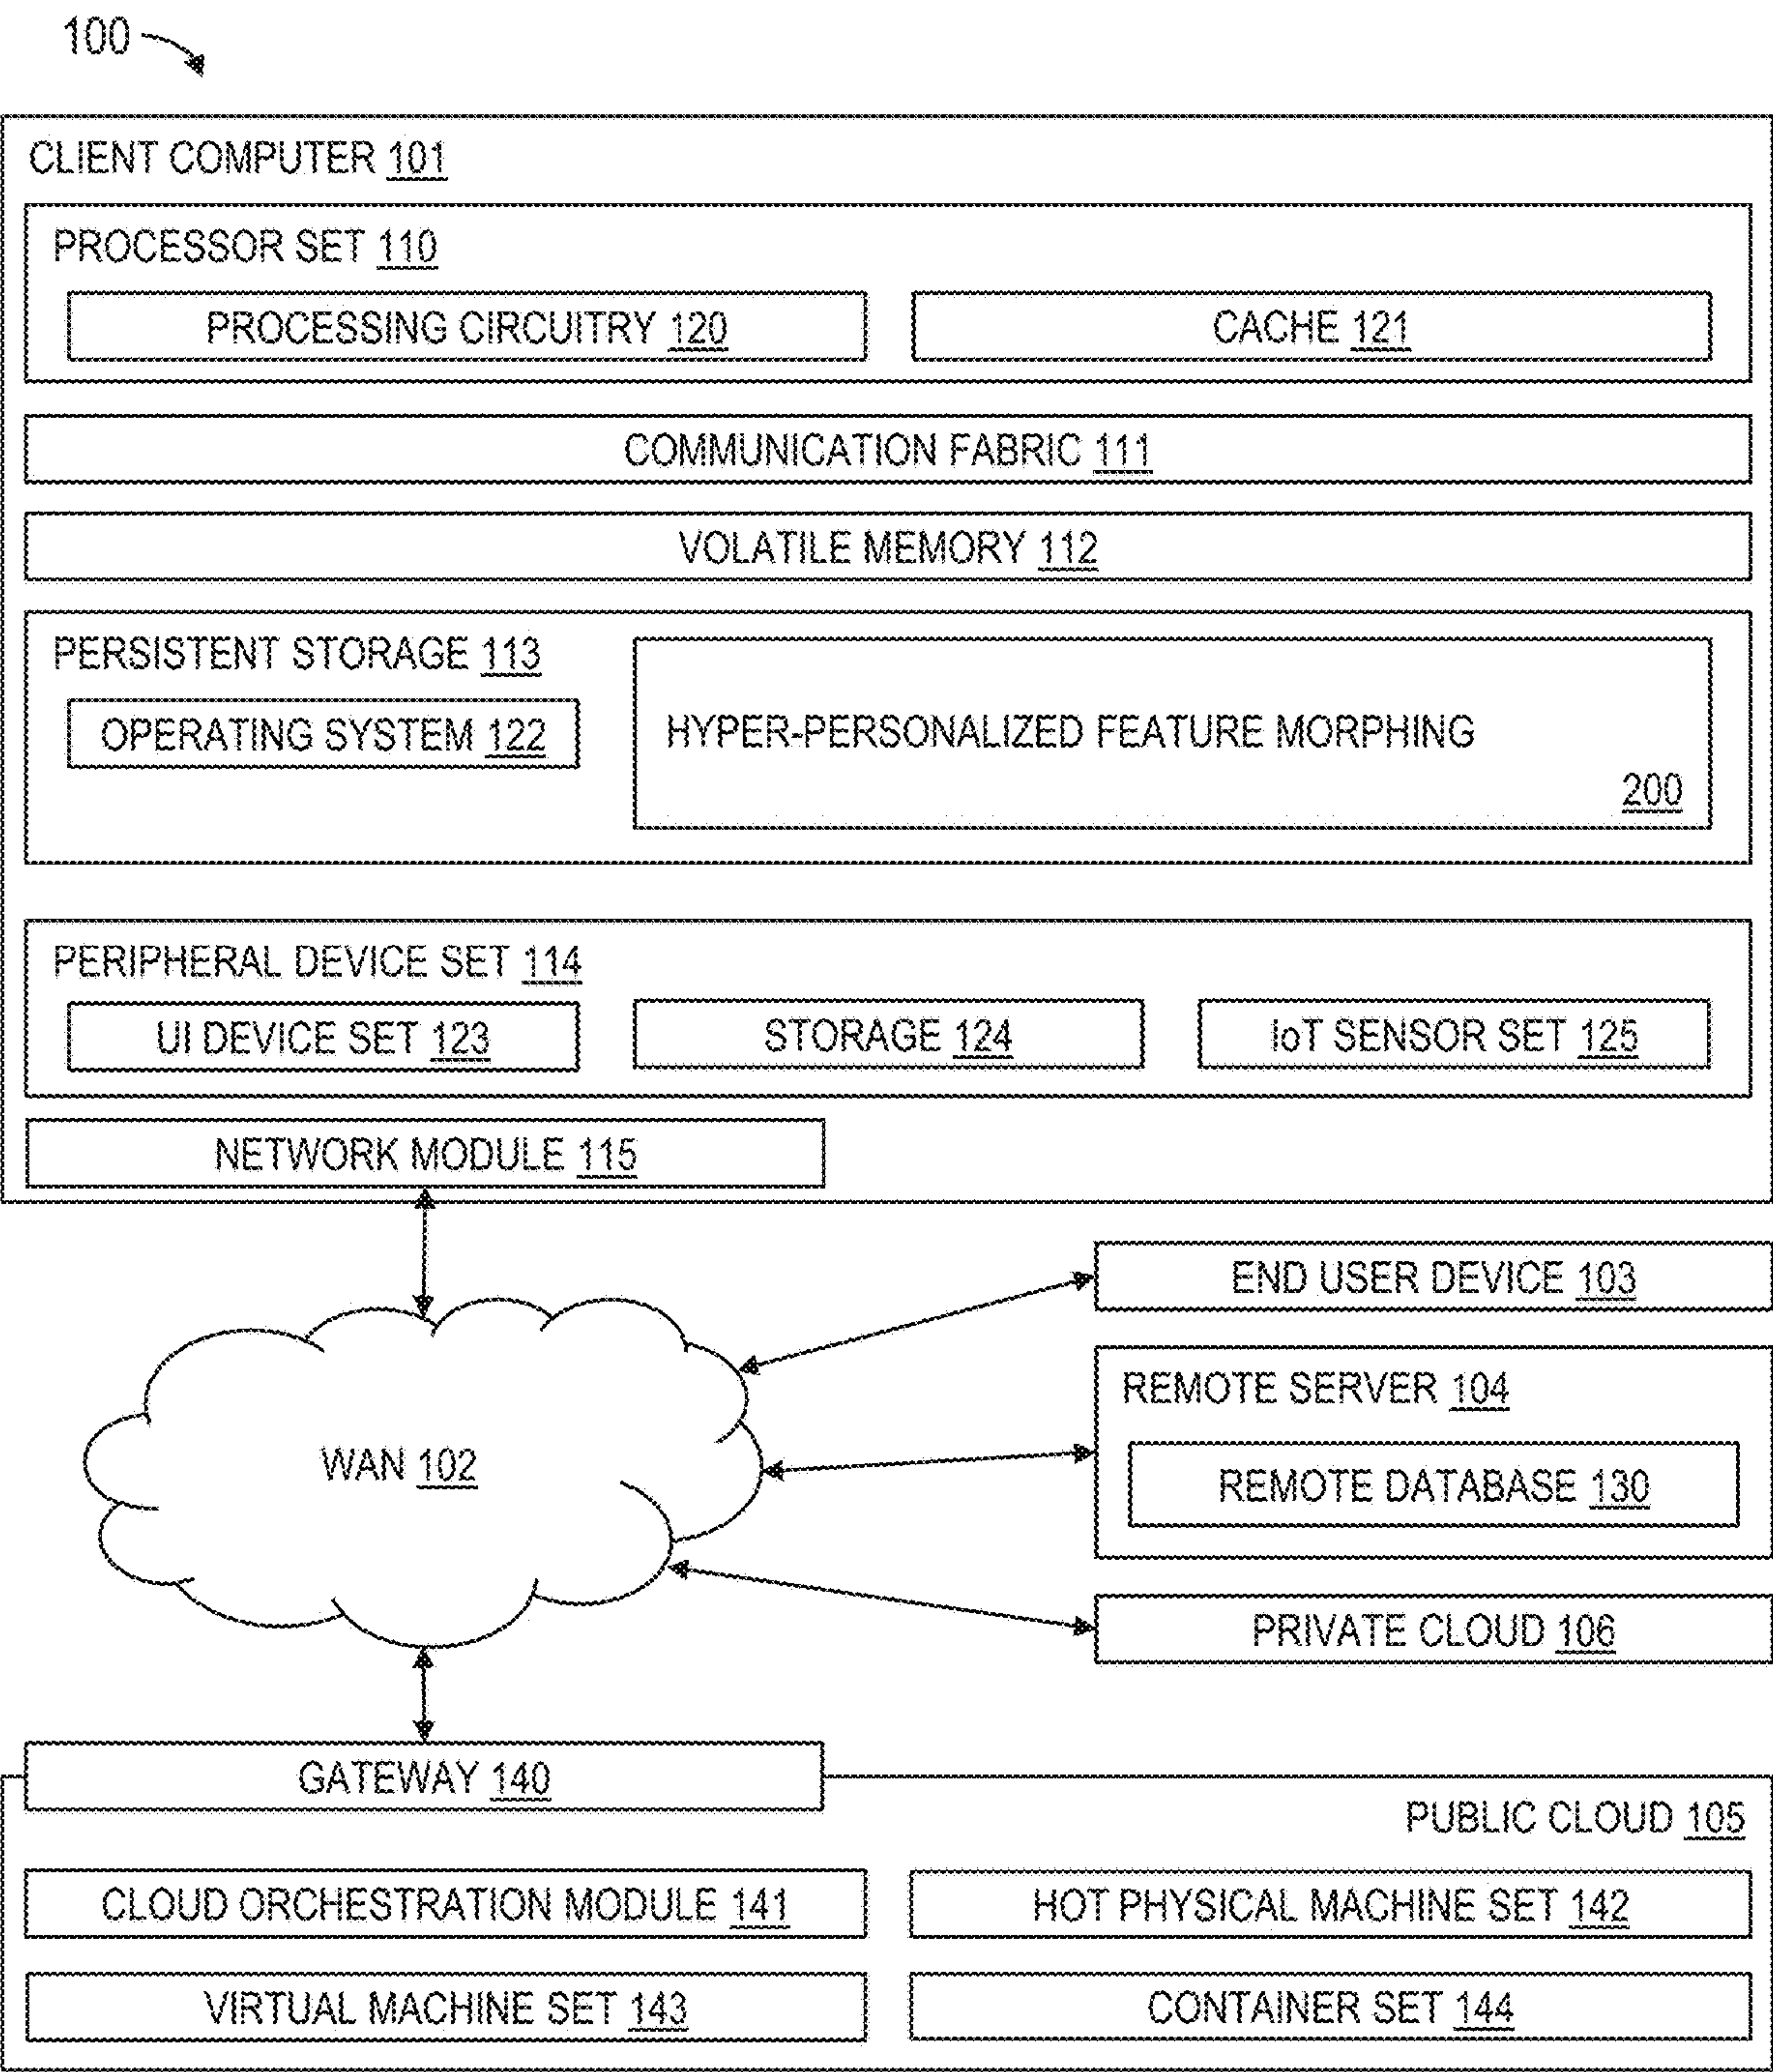 100
CLIENT COMPUTER 101
PROCESSOR SET 110
PROCESSING CIRCUITRY 120
CACHE 121
COMMUNICATION FABRIC 111
VOLATILE MEMORY 112
PERSISTENT STORAGE 113
OPERATING SYSTEM 122
HYPER-PERSONALIZED FEATURE MORPHING
200
PERIPHERAL DEVICE SET 114
UI DEVICE SET 123
STORAGE 124
IoT SENSOR SET 125
NETWORK MODULE 115
END USER DEVICE 103
REMOTE SERVER 104
WAN 102
REMOTE DATABASE 130
PRIVATE CLOUD 106
GATEWAY 140
PUBLIC CLOUD 105
CLOUD ORCHESTRATION MODULE 141
HOT PHYSICAL MACHINE SET 142
VIRTUAL MACHINE SET 143
CONTAINER SET 144